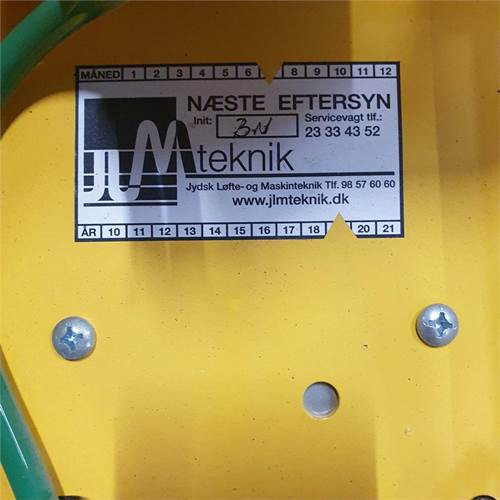 MÅNED 1 2 3 4 5 6 8 9 10 11 12
NÆSTE EFTERSYN
Init: BN Servicevagt tlf.:
23 33 43 52
JLM teknik
Jydsk Løfte- og Maskinteknik Tlf. 98 57 60 60
www.jlmteknik.dk
ÅR 10 11 12 13 14 15 16 17 18 20 21